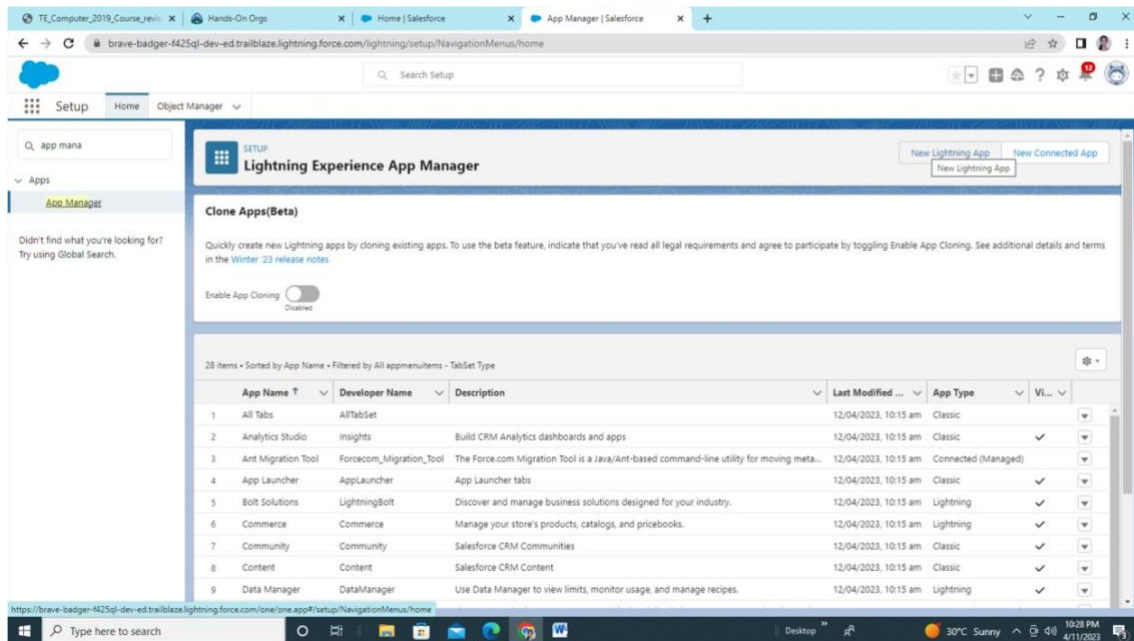 TE_Computer_2019_Course_revis
Hands-On Orgs
Home | Salesforce
App Manager | Salesforce
brave-badger-f425ql-dev-ed.trailblaze.lightning.force.com/lightning/setup/NavigationMenus/home
Search Setup
12
Setup
Home
Object Manager
app mana
Apps
App Manager
Didn't find what you're looking for?
Try using Global Search.
SETUP
Lightning Experience App Manager
New Lightning App
New Connected App
New Lightning App
Clone Apps(Beta)
Quickly create new Lightning apps by cloning existing apps. To use the beta feature, indicate that you've read all legal requirements and agree to participate by toggling Enable App Cloning. See additional details and terms
in the Winter '23 release notes
Enable App Cloning
Disabled
28 items • Sorted by App Name • Filtered by All appmenuitems - TabSet Type
App Name ↑ Developer Name Description Last Modified ... App Type Vi...
1 All Tabs AllTabSet 12/04/2023, 10:15 am Classic
2 Analytics Studio Insights Build CRM Analytics dashboards and apps 12/04/2023, 10:15 am Classic
3 Ant Migration Tool Forcecom_Migration_Tool The Force.com Migration Tool is a Java/Ant-based command-line utility for moving meta... 12/04/2023, 10:15 am Connected (Managed)
4 App Launcher AppLauncher App Launcher tabs 12/04/2023, 10:15 am Classic
5 Bolt Solutions LightningBolt Discover and manage business solutions designed for your industry. 12/04/2023, 10:15 am Lightning
6 Commerce Commerce Manage your store's products, catalogs, and pricebooks. 12/04/2023, 10:15 am Lightning
7 Community Community Salesforce CRM Communities 12/04/2023, 10:15 am Classic
8 Content Content Salesforce CRM Content 12/04/2023, 10:15 am Classic
9 Data Manager DataManager Use Data Manager to view limits, monitor usage, and manage recipes. 12/04/2023, 10:15 am Lightning
https://brave-badger-f425ql-dev-ed.trailblaze.lightning.force.com/one/one.app#/setup/NavigationMenus/home
Type here to search
Desktop
30°C Sunny
10:28 PM
4/11/2023